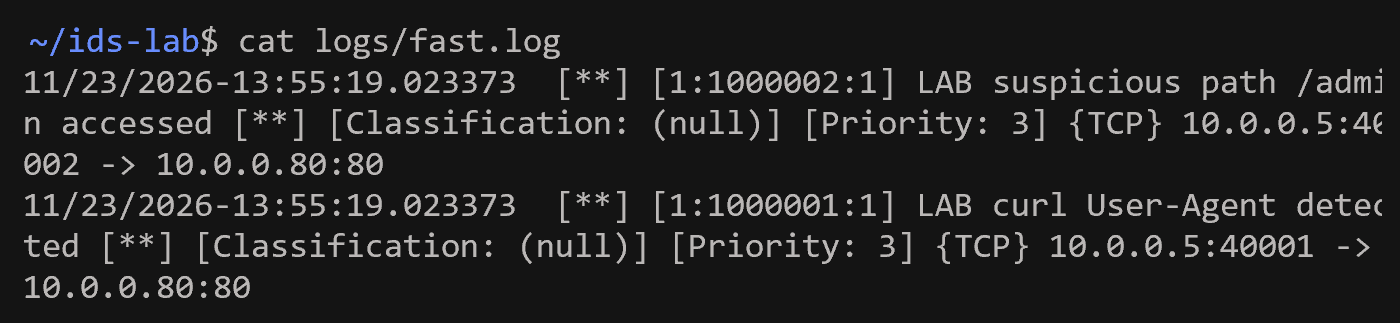 ~/ids-lab$ cat logs/fast.log
11/23/2026-13:55:19.023373  [**] [1:1000002:1] LAB suspicious path /admi
n accessed [**] [Classification: (null)] [Priority: 3] {TCP} 10.0.0.5:40
002 -> 10.0.0.80:80
11/23/2026-13:55:19.023373  [**] [1:1000001:1] LAB curl User-Agent detec
ted [**] [Classification: (null)] [Priority: 3] {TCP} 10.0.0.5:40001 ->
10.0.0.80:80